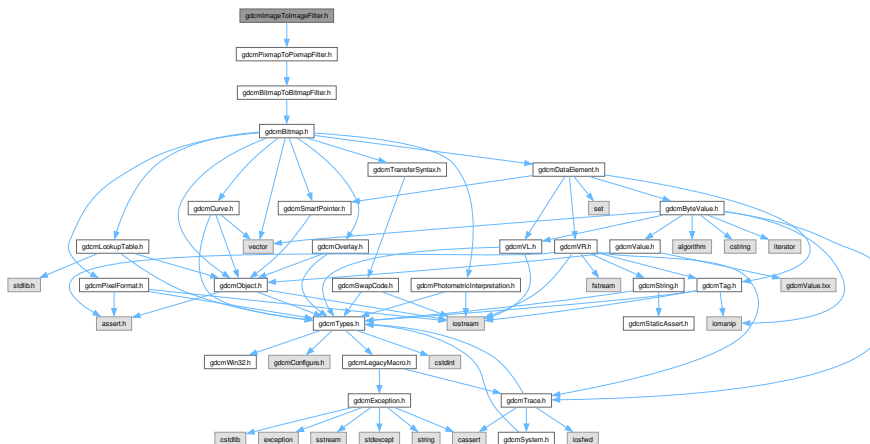 gdcmImageToImageFilter.h
gdcmPixmapToPixmapFilter.h
gdcmBitmapToBitmapFilter.h
gdcmBitmap.h
gdcmTransferSyntax.h
gdcmDataElement.h
gdcmCurve.h
gdcmSmartPointer.h
set
gdcmByteValue.h
gdcmLookupTable.h
vector
gdcmOverlay.h
gdcmVL.h
gdcmVR.h
gdcmValue.h
algorithm
cstring
iterator
stdlib.h
gdcmPixelFormat.h
gdcmObject.h
gdcmSwapCode.h
gdcmPhotometricInterpretation.h
fstream
gdcmString.h
gdcmTag.h
gdcmValue.txx
assert.h
gdcmTypes.h
iostream
gdcmStaticAssert.h
iomanip
gdcmWin32.h
gdcmConfigure.h
gdcmLegacyMacro.h
cstdint
gdcmException.h
gdcmTrace.h
cstdlib
exception
sstream
stdexcept
string
cassert
gdcmSystem.h
iosfwd